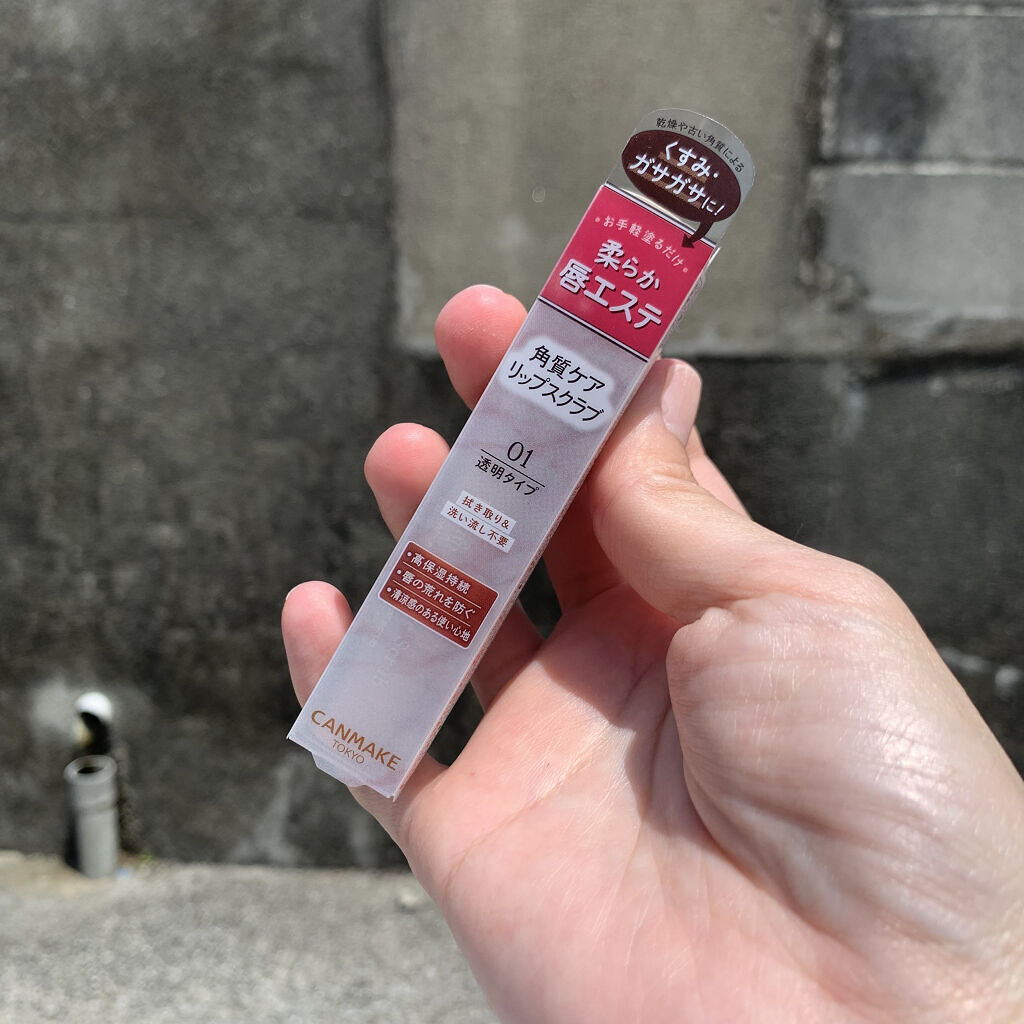 乾燥や古い角質による
くすみ・
ガサガサに!
お手軽塗るだけ
柔らか
唇エステ
角質ケア
リップスクラブ
01
透明タイプ
拭き取り&
洗い流し不要
・高保湿持続
・唇の荒れを防ぐ
・清涼感のある使い心地
CANMAKE
TOKYO